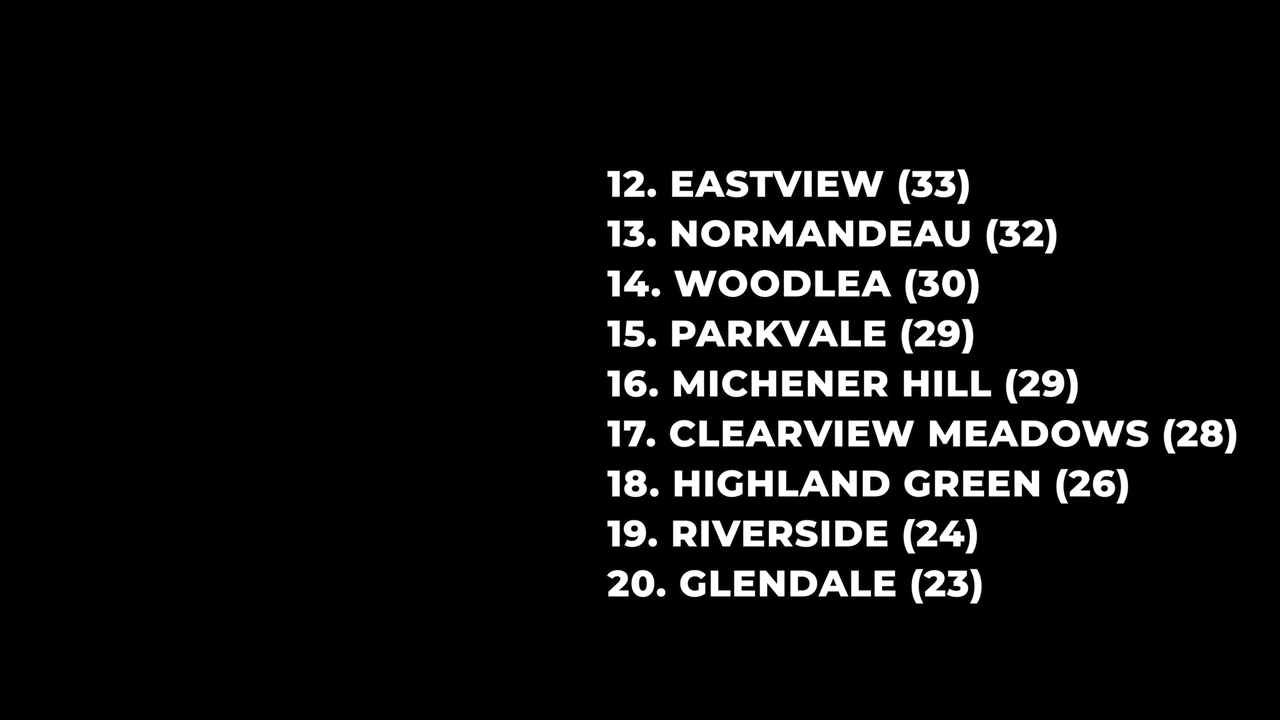 12. EASTVIEW (33)
13. NORMANDEAU (32)
14. WOODLEA (30)
15. PARKVALE (29)
16. MICHENER HILL (29)
17. CLEARVIEW MEADOWS (28)
18. HIGHLAND GREEN (26)
19. RIVERSIDE (24)
20. GLENDALE (23)